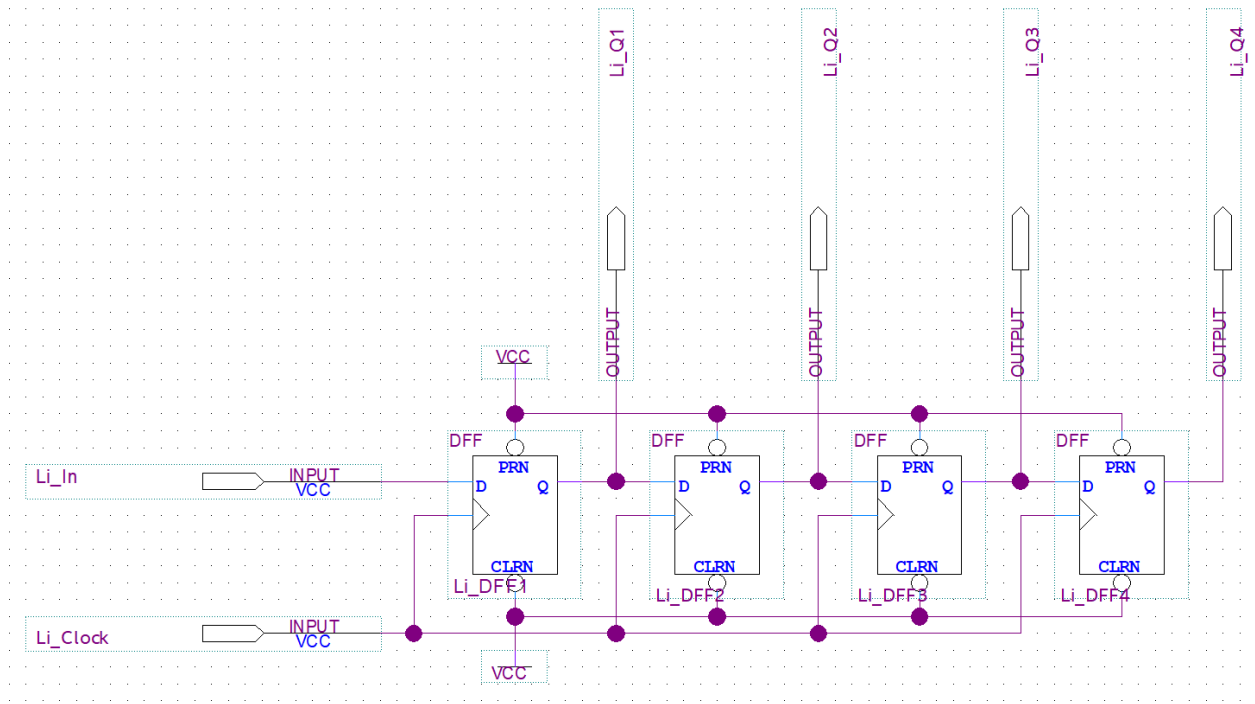 Li_Q1
Li_Q2
Li_Q3
Li_Q4
OUTPUT
OUTPUT
OUTPUT
OUTPUT
VCC
DFF
DFF
DFF
DFF
PRN
PRN
PRN
PRN
Li_In
INPUT
VCC
D
Q
D
Q
D
Q
D
Q
CLRN
CLRN
CLRN
CLRN
Li_DFF1
Li_DFF2
Li_DFF3
Li_DFF4
Li_Clock
INPUT
VCC
VCC